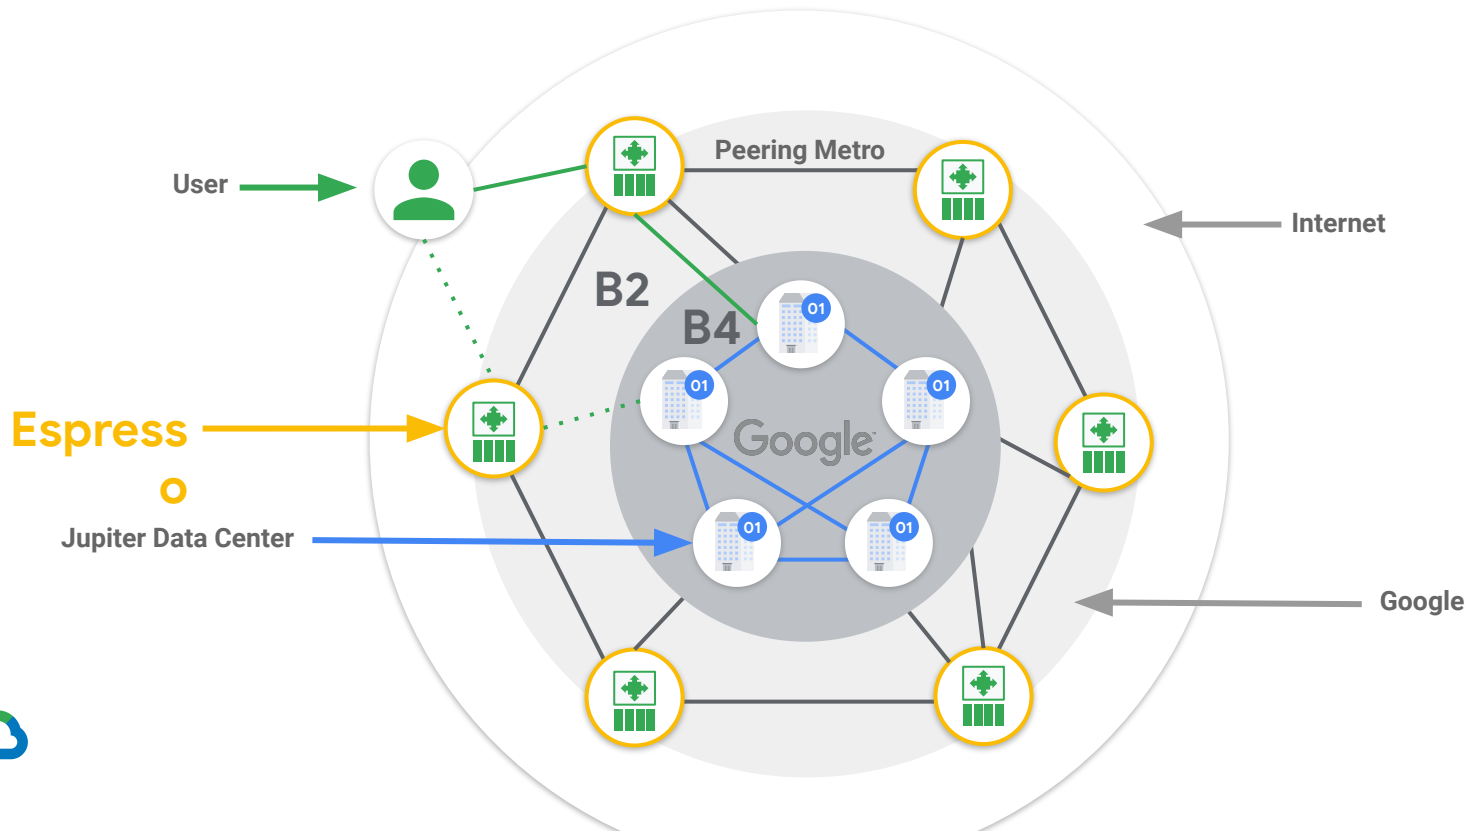 Peering Metro
User
Internet
B2
B4
01
01
01
Google
Espress
o
01
01
Jupiter Data Center
Google